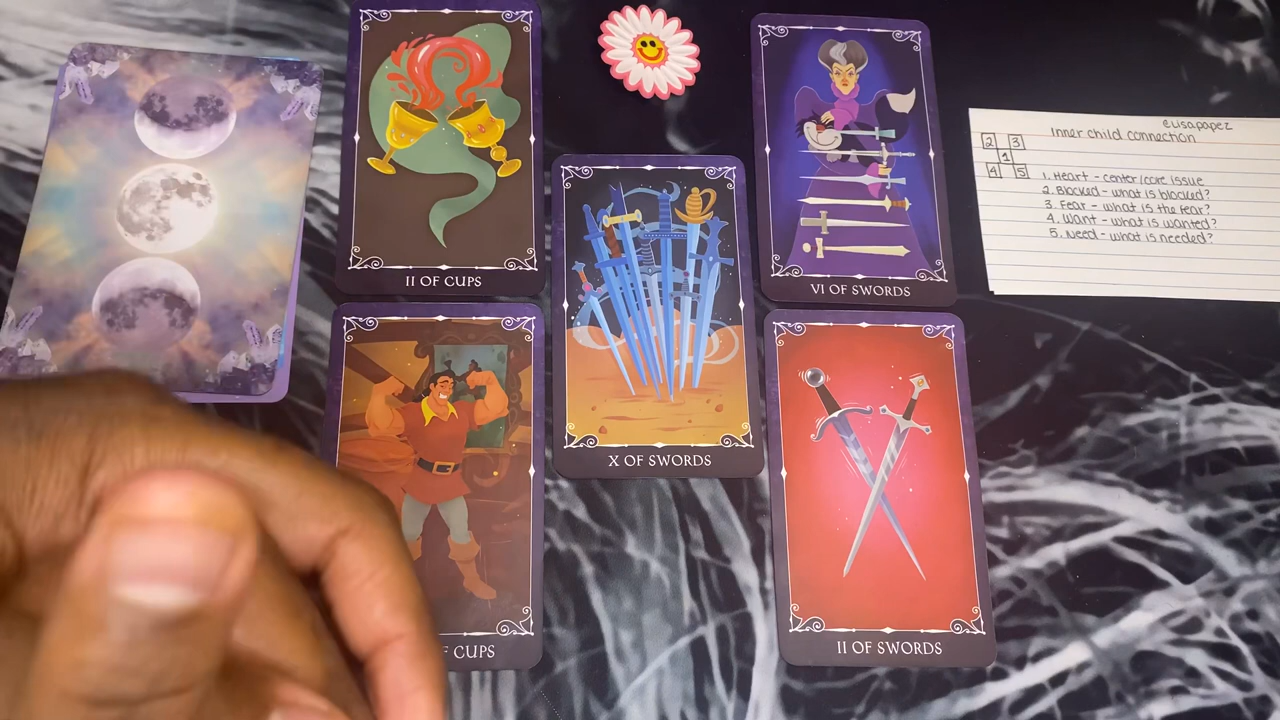 II OF CUPS
VI OF SWORDS
X OF SWORDS
F CUPS
II OF SWORDS
@lisapapez
Inner child connection
2 3
1
4 5
1. Heart - center/core issue
2. Blocked - what is blocked?
3. Fear - what is the fear?
4. Want - what is wanted?
5. Need - what is needed?